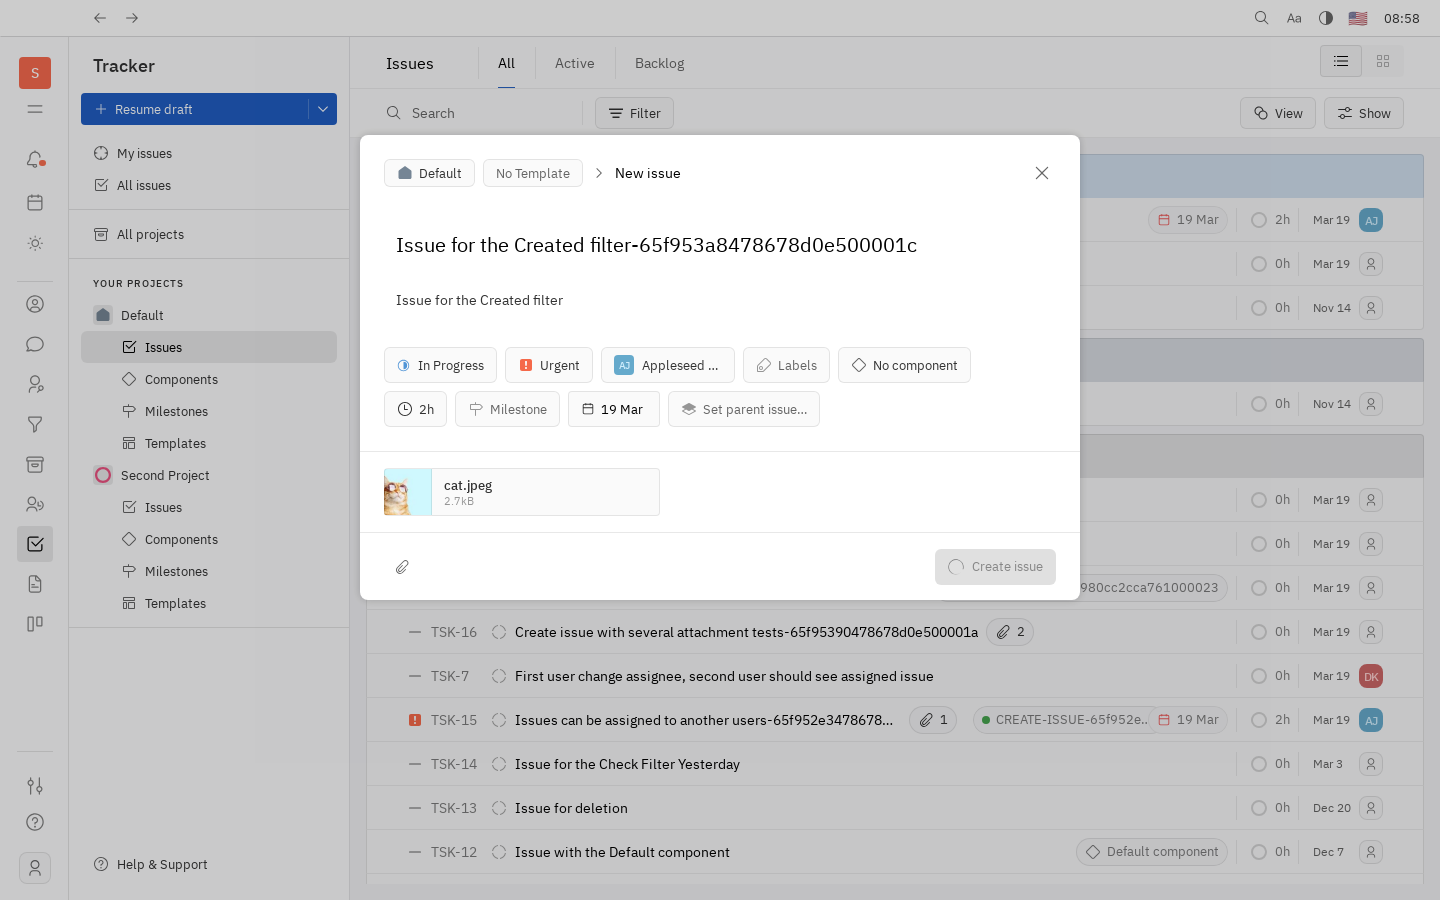 Aa
08:58
S
Tracker
Resume draft
My issues
All issues
All projects
YOUR PROJECTS
Default
Issues
Components
Milestones
Templates
Second Project
Issues
Components
Milestones
Templates
Help & Support
Issues
All
Active
Backlog
Search
Filter
View
Show
19 Mar
2h
Mar 19
AJ
0h
Mar 19
0h
Nov 14
0h
Nov 14
0h
Mar 19
0h
Mar 19
980cc2cca761000023
0h
Mar 19
Default
No Template
New issue
Issue for the Created filter-65f953a8478678d0e500001c
Issue for the Created filter
In Progress
Urgent
AJ
Appleseed ...
Labels
No component
2h
Milestone
19 Mar
Set parent issue...
cat.jpeg
2.7kB
Create issue
TSK-16
Create issue with several attachment tests-65f95390478678d0e500001a
2
0h
Mar 19
TSK-7
First user change assignee, second user should see assigned issue
0h
Mar 19
DK
TSK-15
Issues can be assigned to another users-65f952e3478678...
1
CREATE-ISSUE-65f952e...
19 Mar
2h
Mar 19
AJ
TSK-14
Issue for the Check Filter Yesterday
0h
Mar 3
TSK-13
Issue for deletion
0h
Dec 20
TSK-12
Issue with the Default component
Default component
0h
Dec 7